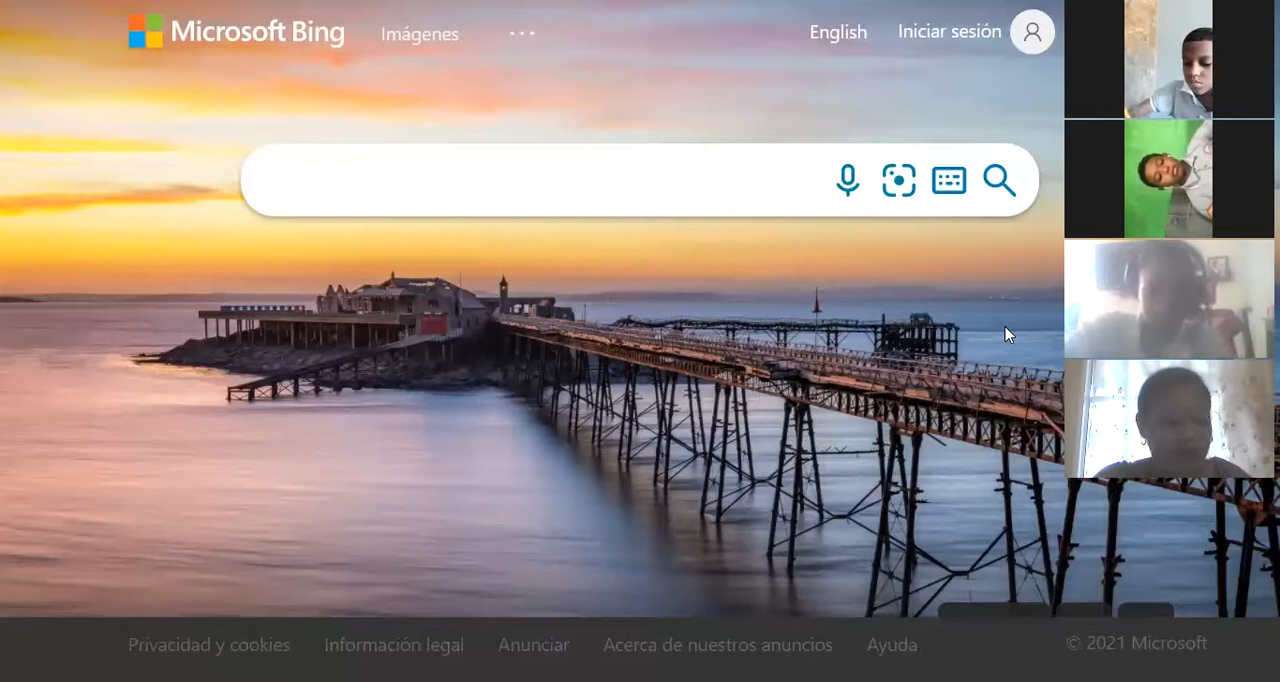 Microsoft Bing Imágenes ... English Iniciar sesión
Privacidad y cookies Información legal Anunciar Acerca de nuestros anuncios Ayuda © 2021 Microsoft